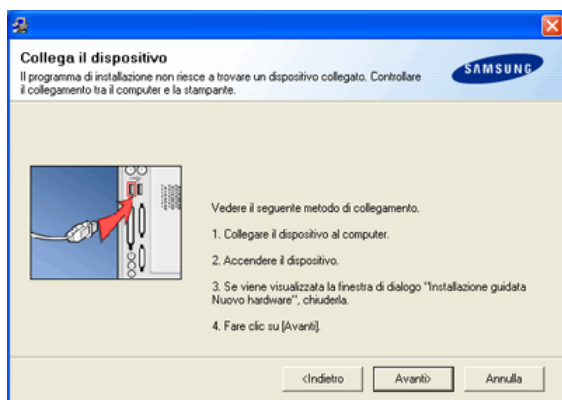 Collega il dispositivo
Il programma di installazione non riesce a trovare un dispositivo collegato. Controllare
il collegamento tra il computer e la stampante.
SAMSUNG
Vedere il seguente metodo di collegamento.
1. Collegare il dispositivo al computer.
2. Accendere il dispositivo.
3. Se viene visualizzata la finestra di dialogo "Installazione guidata
Nuovo hardware", chiuderla.
4. Fare clic su [Avanti].
<Indietro
Avanti>
Annulla